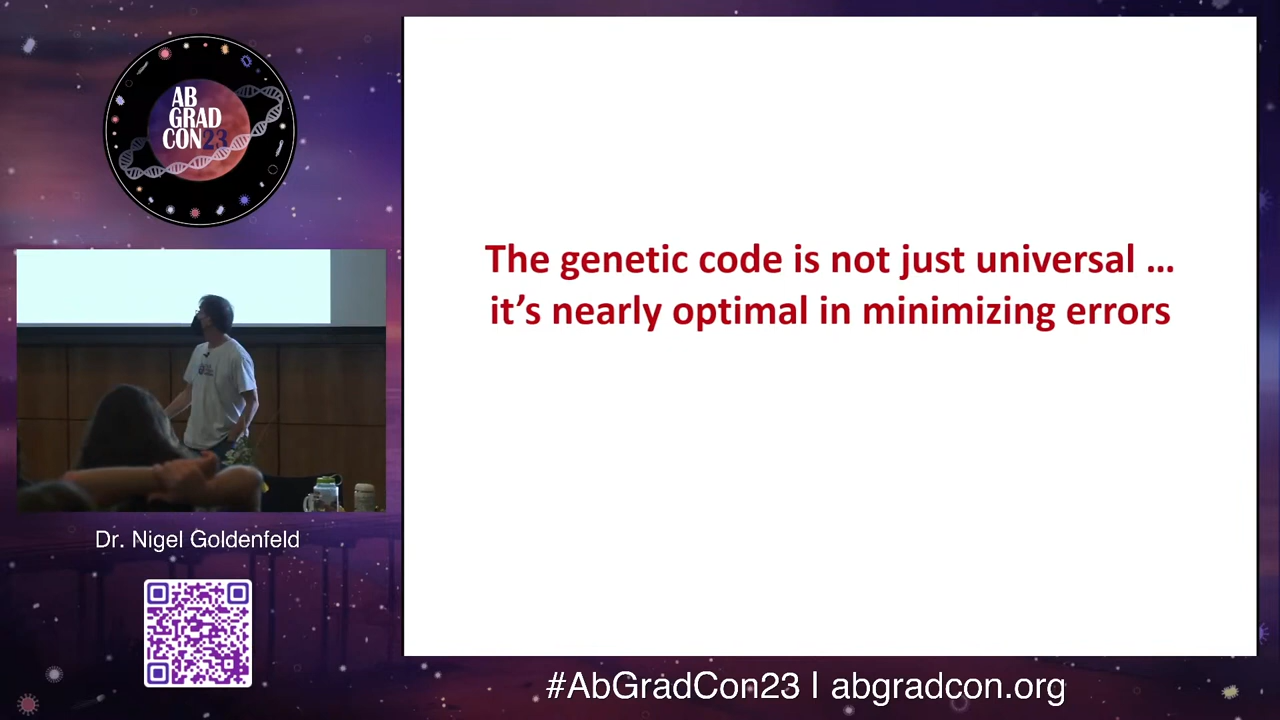 AB
GRAD
CON23
The genetic code is not just universal …
it’s nearly optimal in minimizing errors
Dr. Nigel Goldenfeld
#AbGradCon23 | abgradcon.org